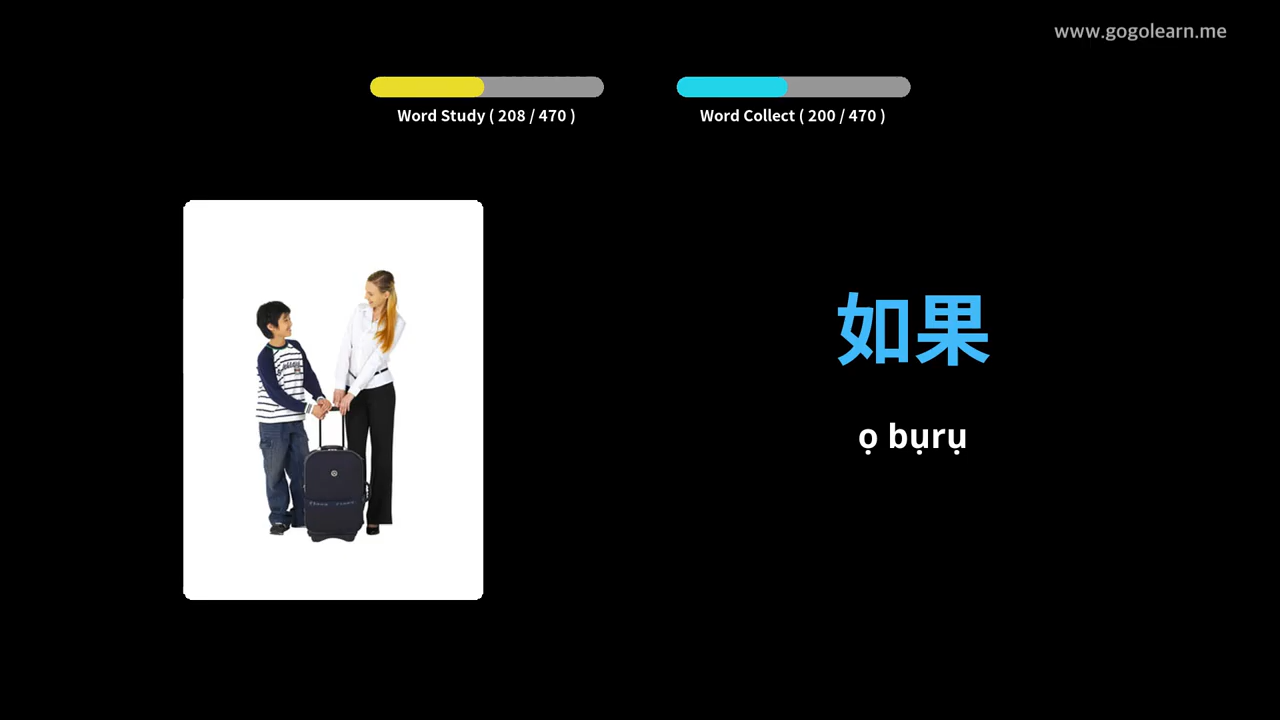 www.gogolearn.me
Word Study ( 208 / 470 )
Word Collect ( 200 / 470 )
如果
ọ bụrụ